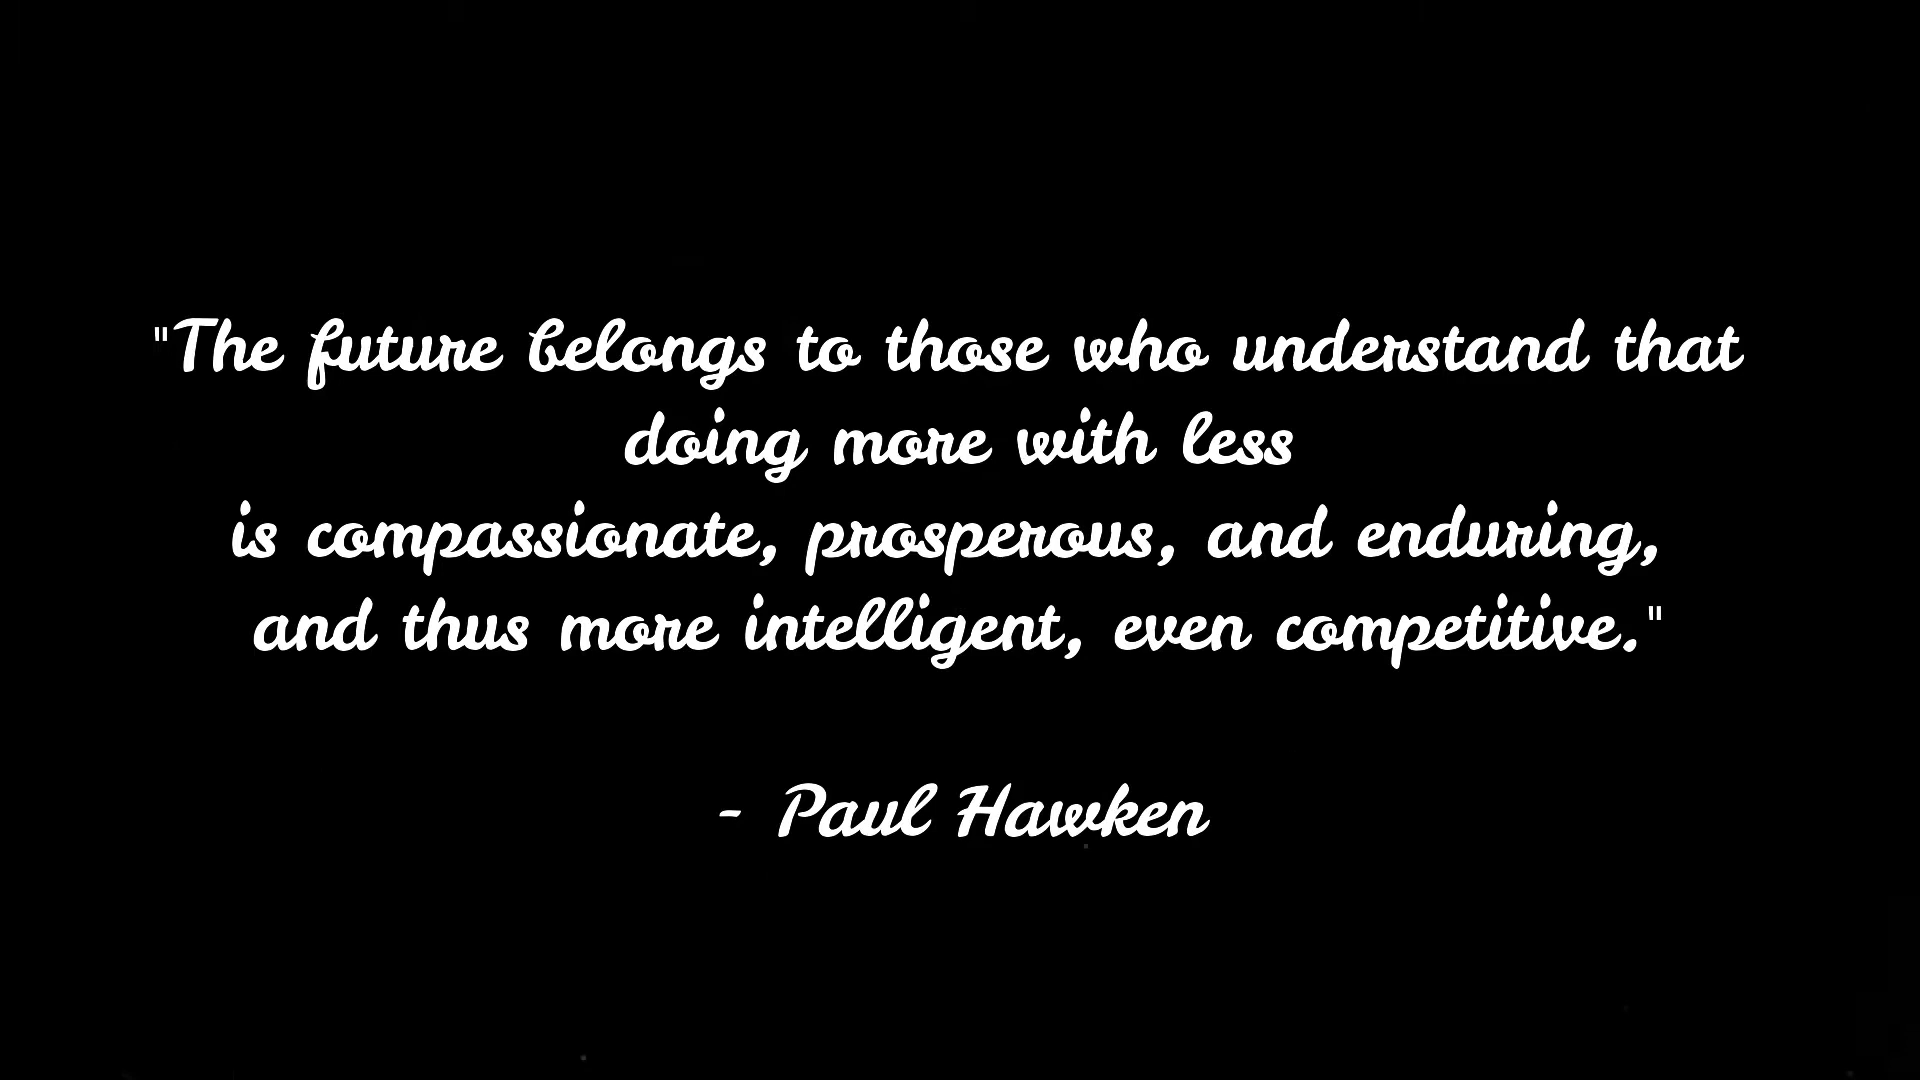 "The future belongs to those who understand that
doing more with less
is compassionate, prosperous, and enduring,
and thus more intelligent, even competitive."
- Paul Hawken